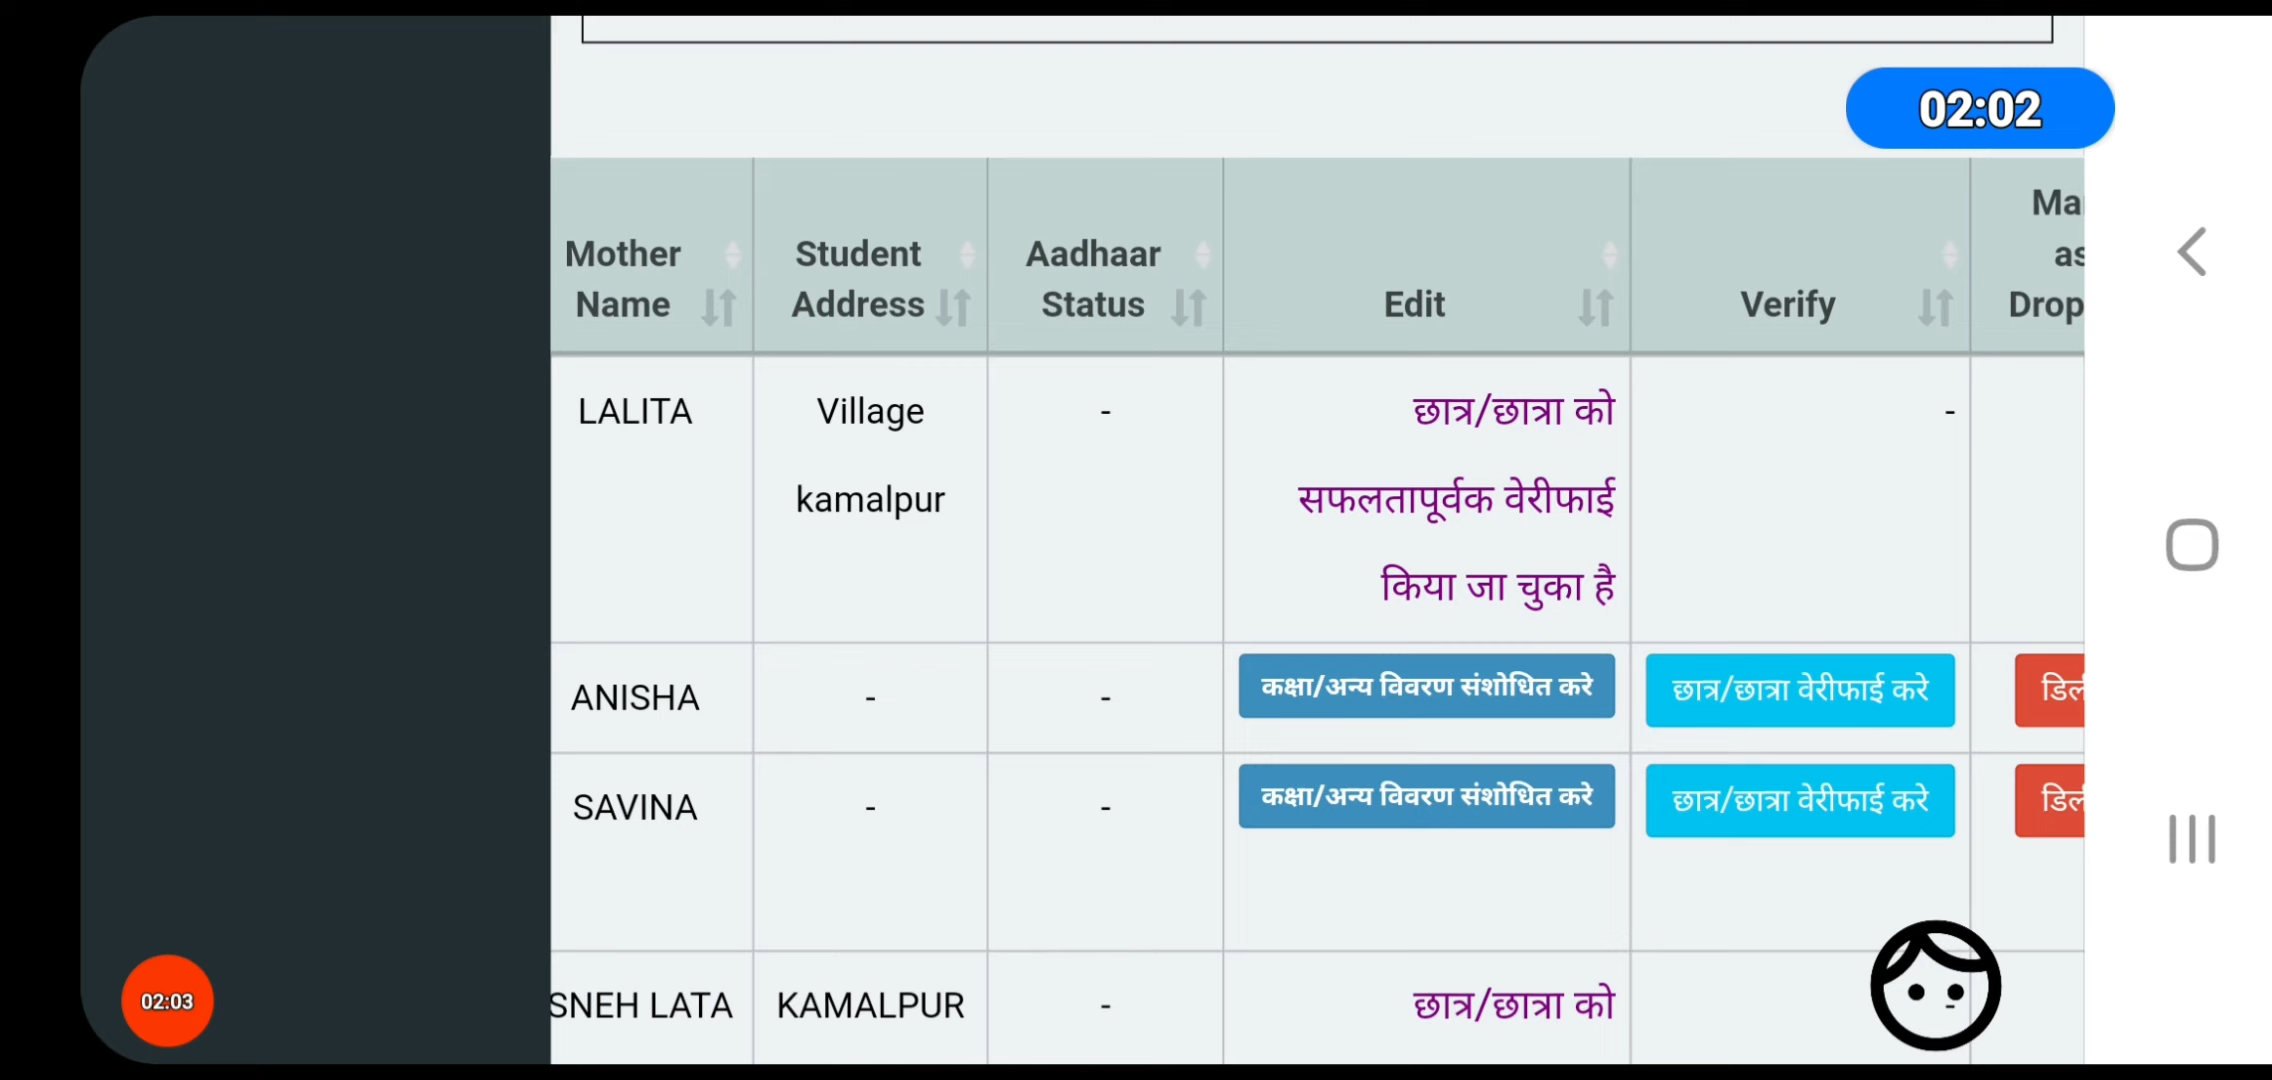 02:02
Mother Name
Student Address
Aadhaar Status
Edit
Verify
as
LALITA
Village
kamalpur
-
छात्र/छात्रा को
सफलतापूर्वक वेरीफाई
किया जा चुका है
-
ANISHA
-
-
कक्षा/अन्य विवरण संशोधित करे
छात्र/छात्रा वेरीफाई करे
SAVINA
-
-
कक्षा/अन्य विवरण संशोधित करे
छात्र/छात्रा वेरीफाई करे
SNEH LATA
KAMALPUR
-
छात्र/छात्रा को
-
02:03